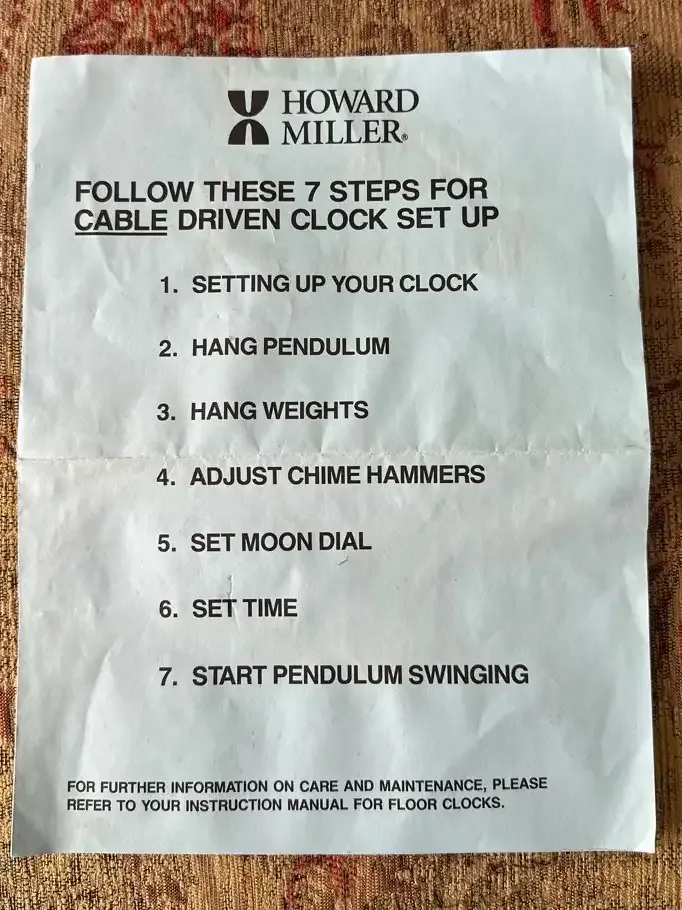 HOWARD
MILLER®
FOLLOW THESE 7 STEPS FOR
CABLE DRIVEN CLOCK SET UP
1. SETTING UP YOUR CLOCK
2. HANG PENDULUM
3. HANG WEIGHTS
4. ADJUST CHIME HAMMERS
5. SET MOON DIAL
6. SET TIME
7. START PENDULUM SWINGING
FOR FURTHER INFORMATION ON CARE AND MAINTENANCE, PLEASE
REFER TO YOUR INSTRUCTION MANUAL FOR FLOOR CLOCKS.